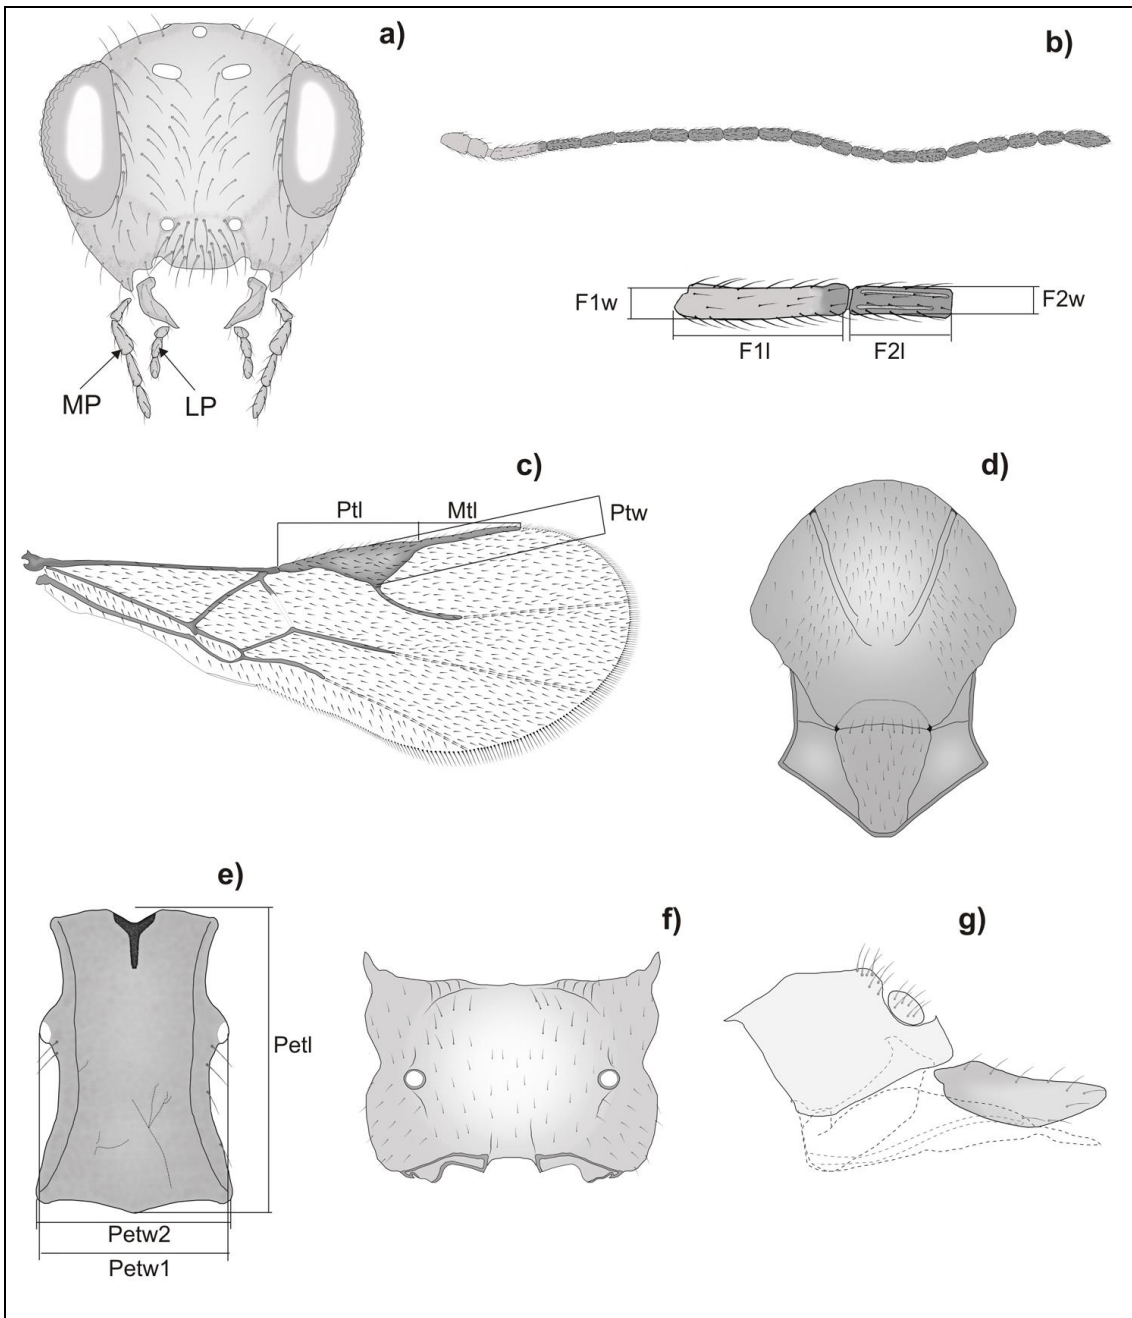 a)
b)
F1w
F2w
F1l
F2l
MP
LP
c)
d)
Ptl
Mtl
Ptw
e)
f)
g)
Petl
Petw2
Petw1